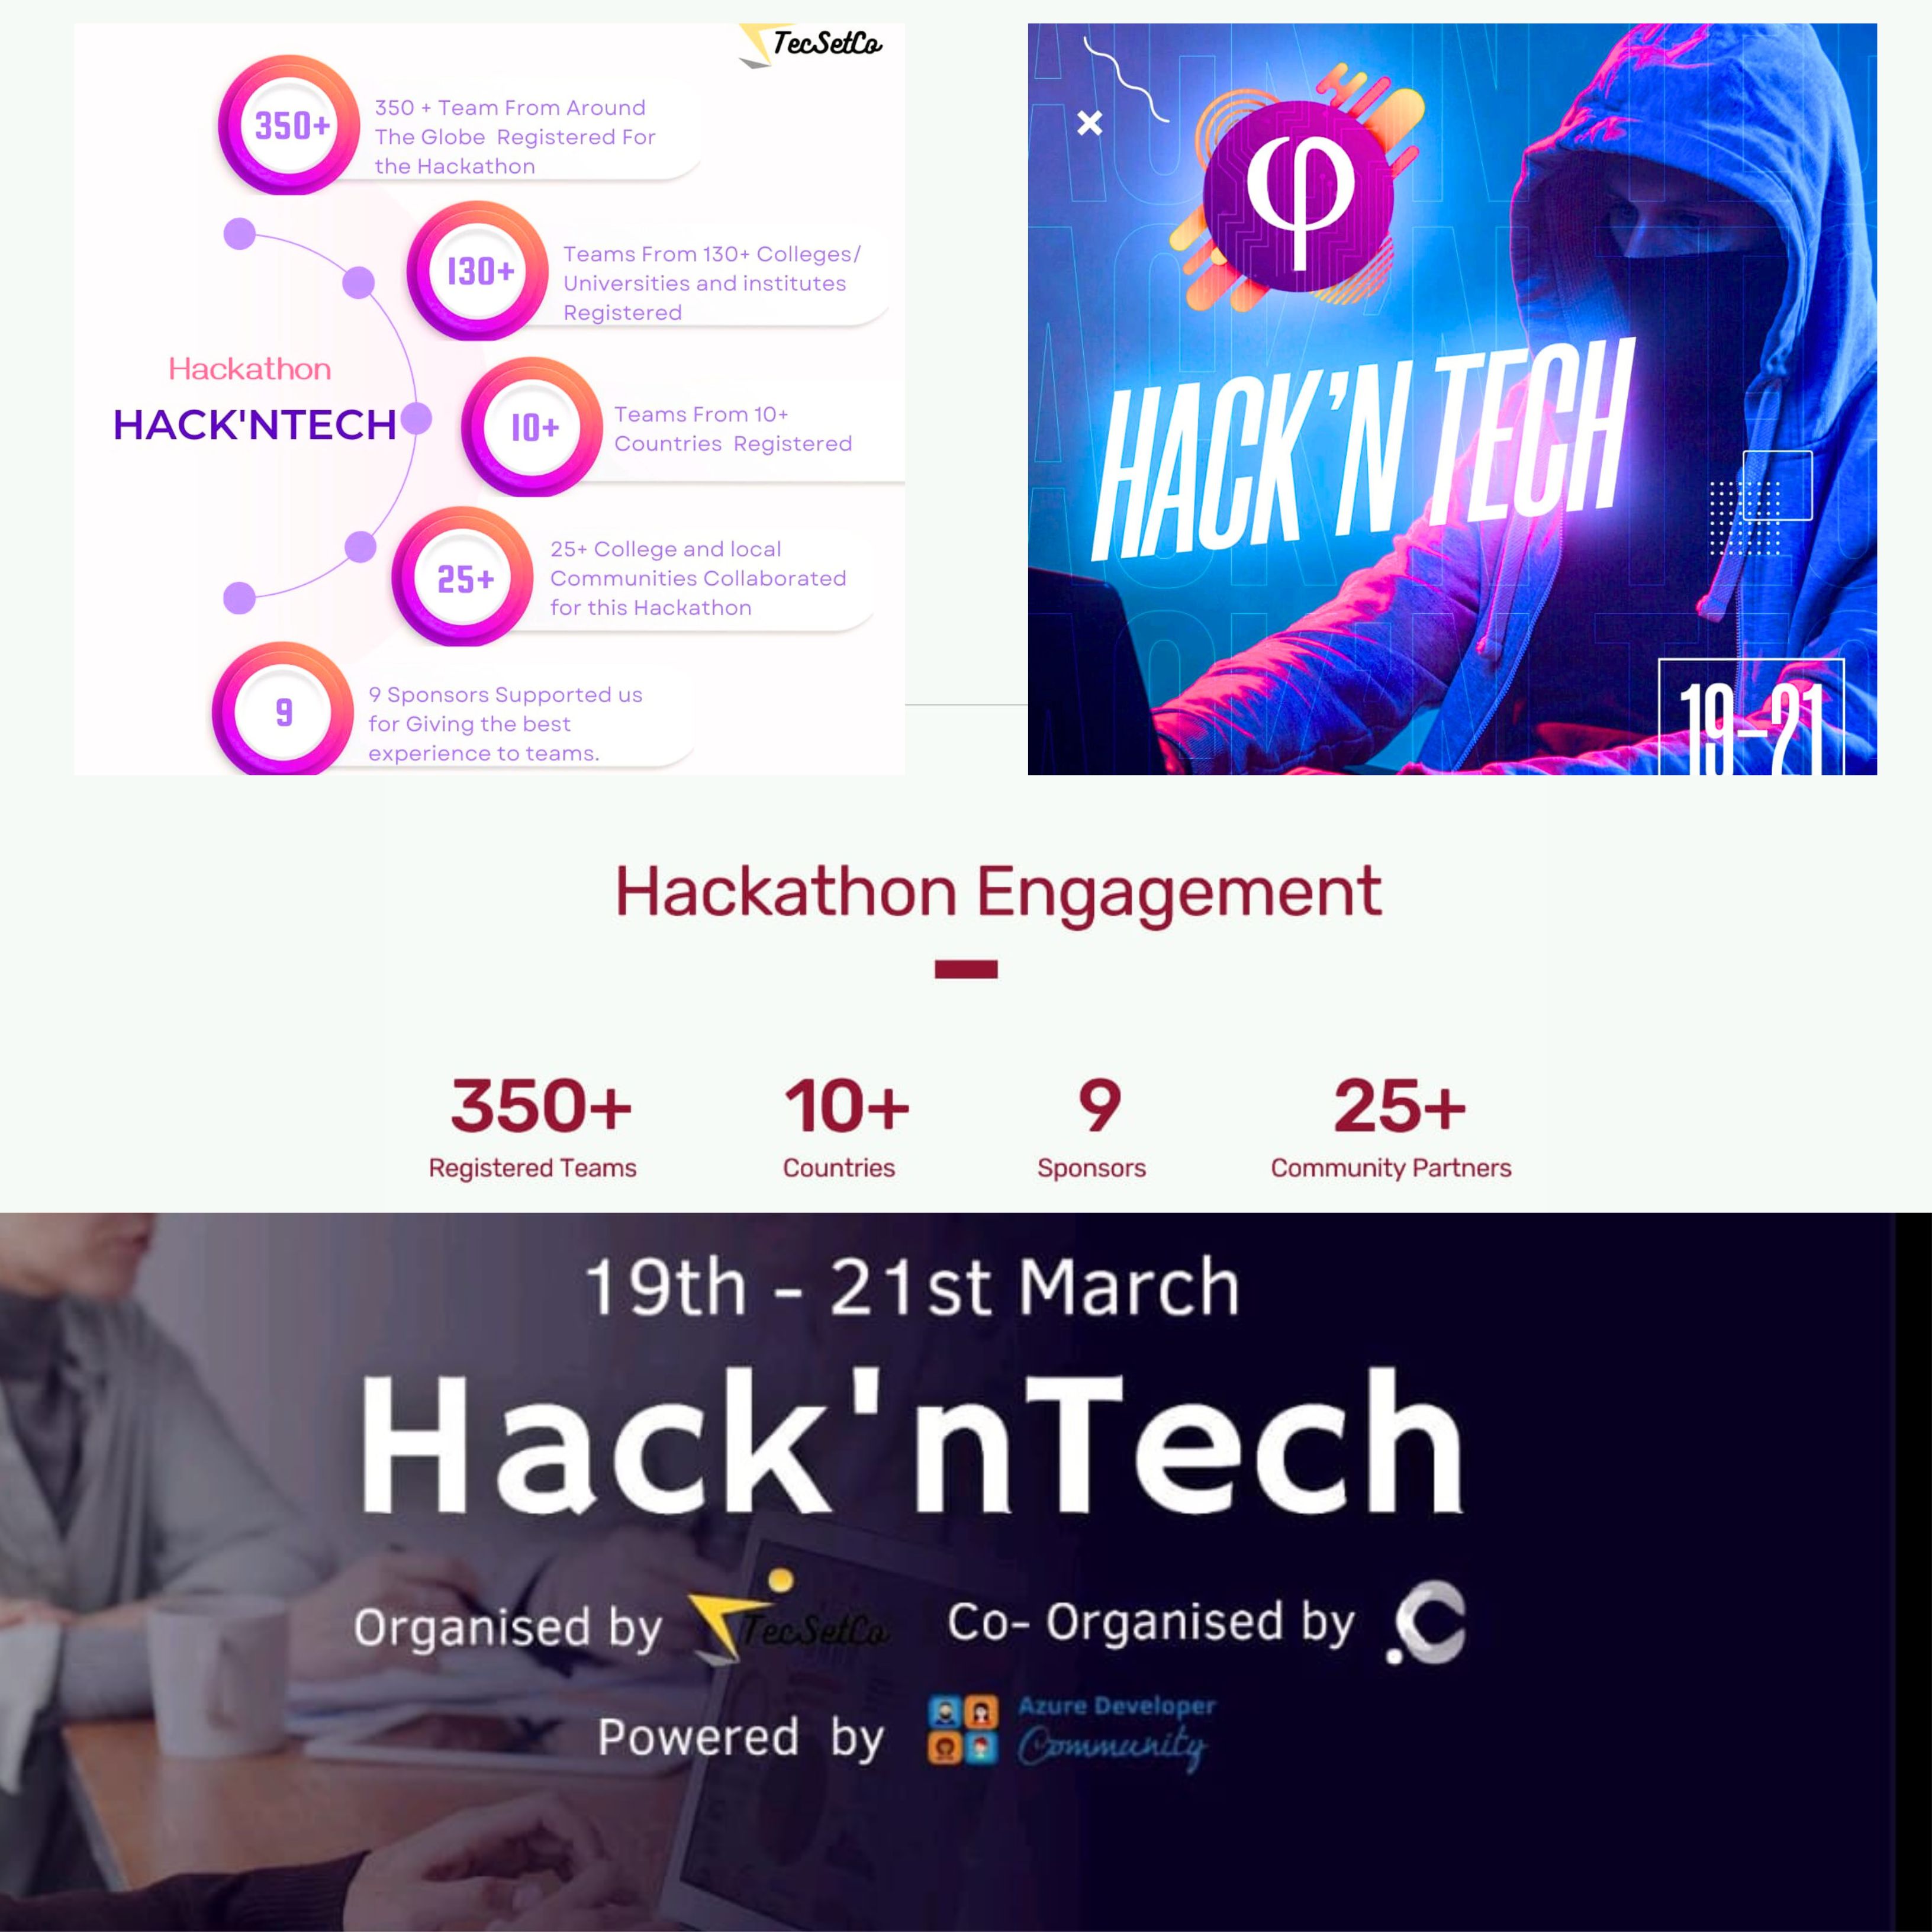 TecSetCo
350+
350 + Team From Around
The Globe Registered For
the Hackathon
130+
Teams From 130+ Colleges/
Universities and institutes
Registered
Hackathon
HACK'NTECH
10+
Teams From 10+
Countries Registered
25+
25+ College and local
Communities Collaborated
for this Hackathon
9
9 Sponsors Supported us
for Giving the best
experience to teams.
φ
HACK'N TECH
19-21
Hackathon Engagement
350+
Registered Teams
10+
Countries
9
Sponsors
25+
Community Partners
19th - 21st March
Hack'nTech
Organised by TecSetCo
Co- Organised by .C
Powered by
Azure Developer
Community